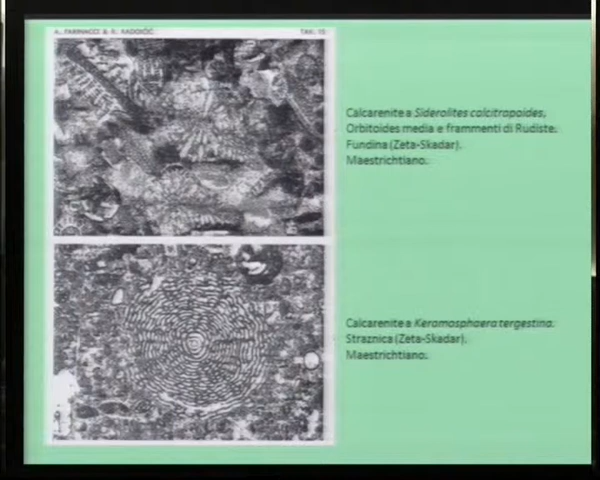 A. FARINACCI & R. RADOIČIĆ TAV. 15
Calcarenite a Siderolites calcitrapoides,
Orbitoides media e frammenti di Rudiste.
Fundina (Zeta-Skadar).
Maestrichtiano.
Calcarenite a Keramosphaera tergestina.
Straznica (Zeta-Skadar).
Maestrichtiano.